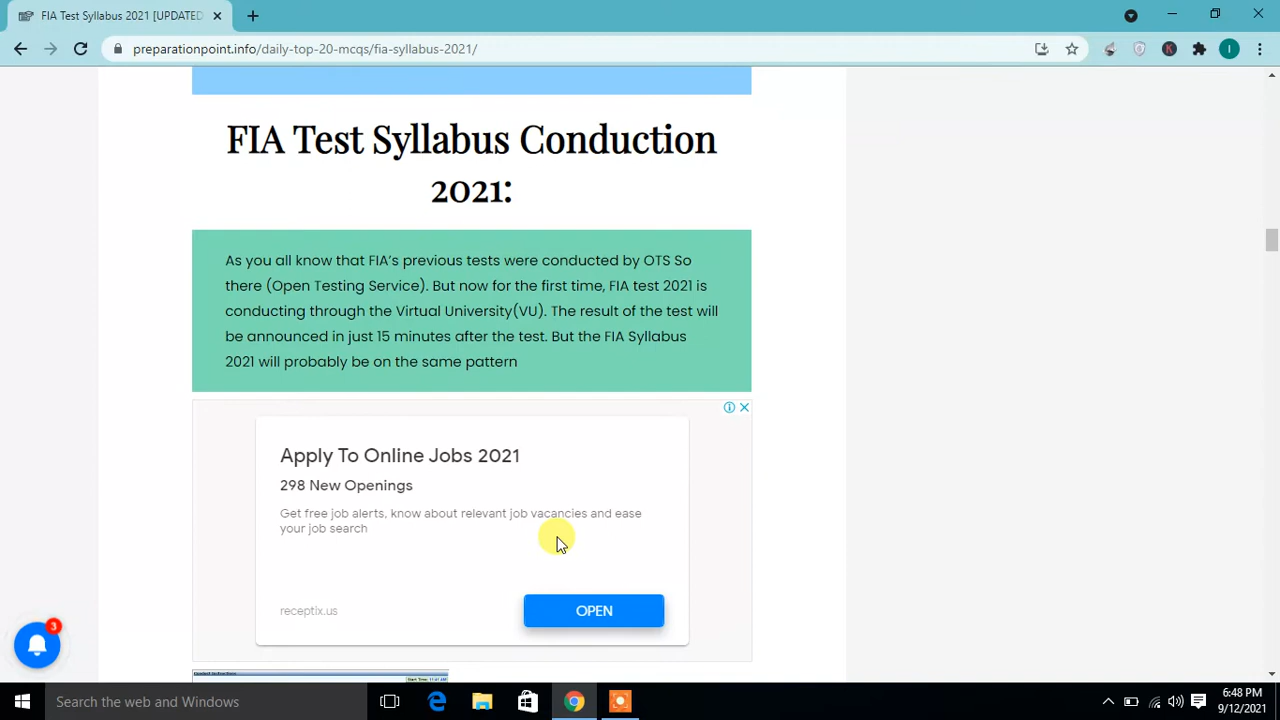 FIA Test Syllabus 2021 [UPDATED
preparationpoint.info/daily-top-20-mcqs/fia-syllabus-2021/
K
I
FIA Test Syllabus Conduction
2021:
As you all know that FIA's previous tests were conducted by OTS So
there (Open Testing Service). But now for the first time, FIA test 2021 is
conducting through the Virtual University(VU). The result of the test will
be announced in just 15 minutes after the test. But the FIA Syllabus
2021 will probably be on the same pattern
Apply To Online Jobs 2021
298 New Openings
Get free job alerts, know about relevant job vacancies and ease
your job search
receptix.us
OPEN
3
Search the web and Windows
6:48 PM
9/12/2021